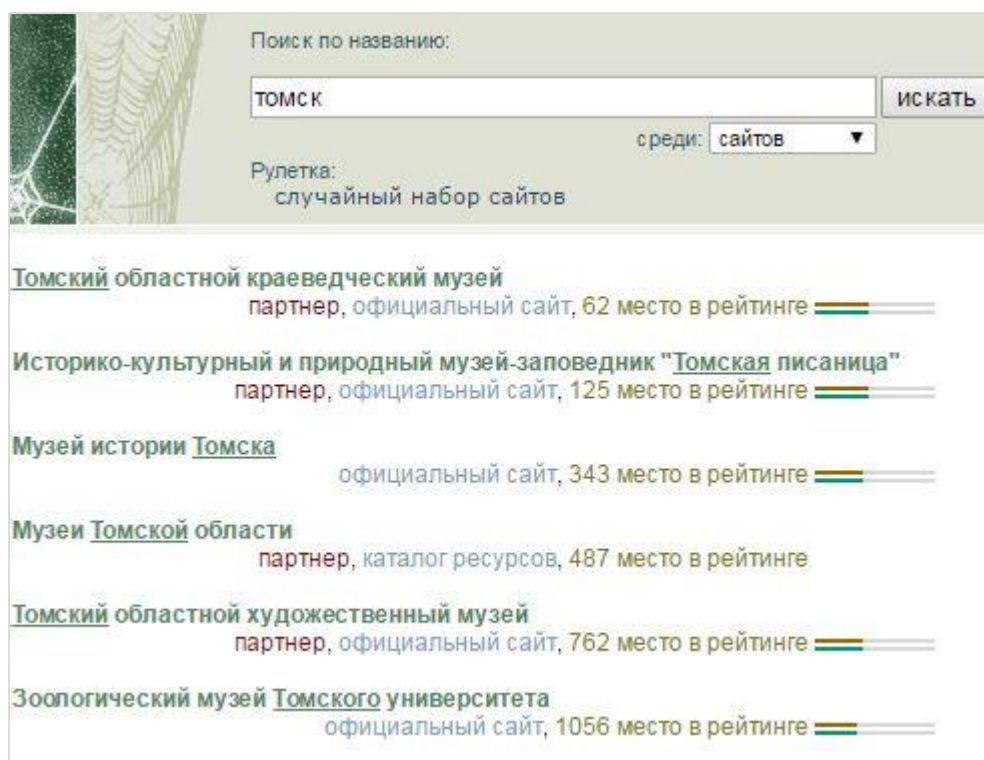 Поиск по названию:
томск
искать
среди: сайтов
Рулетка:
случайный набор сайтов
Томский областной краеведческий музей
партнер, официальный сайт, 62 место в рейтинге
Историко-культурный и природный музей-заповедник "Томская писаница"
партнер, официальный сайт, 125 место в рейтинге
Музей истории Томска
официальный сайт, 343 место в рейтинге
Музеи Томской области
партнер, каталог ресурсов, 487 место в рейтинге
Томский областной художественный музей
партнер, официальный сайт, 762 место в рейтинге
Зоологический музей Томского университета
официальный сайт, 1056 место в рейтинге